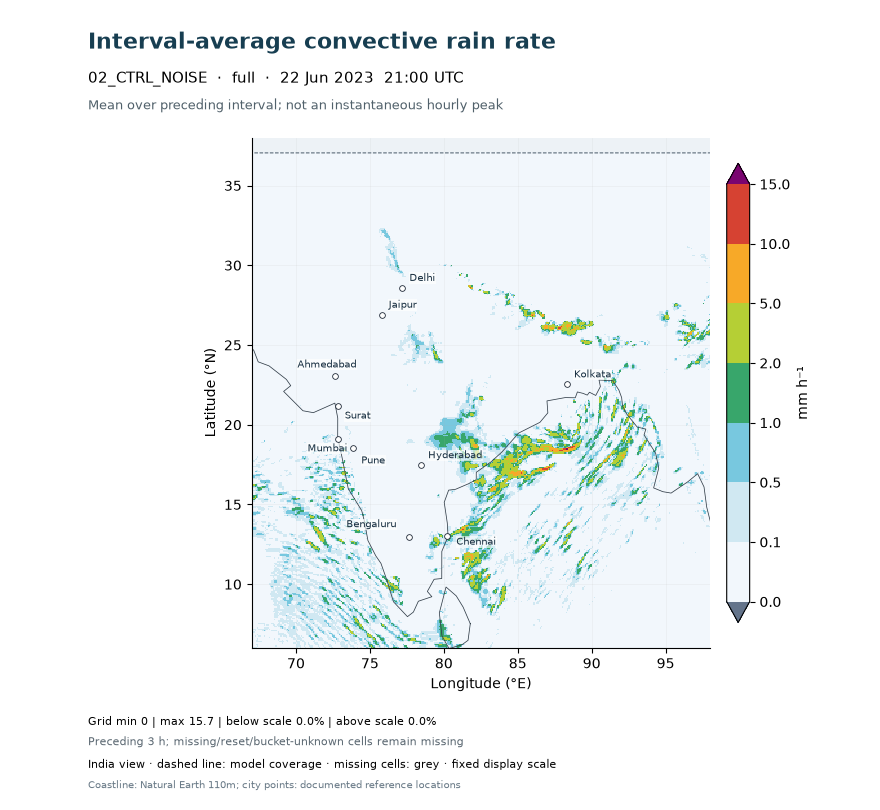 Interval-average convective rain rate
02_CTRL_NOISE · full · 22 Jun 2023 21:00 UTC
Mean over preceding interval; not an instantaneous hourly peak
35
30
25
20
15
10
70
75
80
85
90
95
Latitude (°N)
Longitude (°E)
Delhi
Jaipur
Ahmedabad
Kolkata
Surat
Mumbai
Pune
Hyderabad
Bengaluru
Chennai
15.0
10.0
5.0
2.0
1.0
0.5
0.1
0.0
mm h⁻¹
Grid min 0 | max 15.7 | below scale 0.0% | above scale 0.0%
Preceding 3 h; missing/reset/bucket-unknown cells remain missing
India view · dashed line: model coverage · missing cells: grey · fixed display scale
Coastline: Natural Earth 110m; city points: documented reference locations